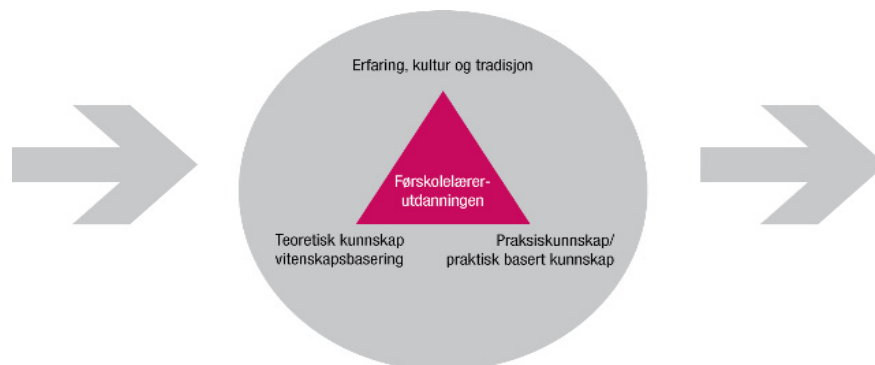 Erfaring, kultur og tradisjon
Førskolelærer-
utdanningen
Teoretisk kunnskap
vitenskapsbasering
Praksiskunnskap/
praktisk basert kunnskap